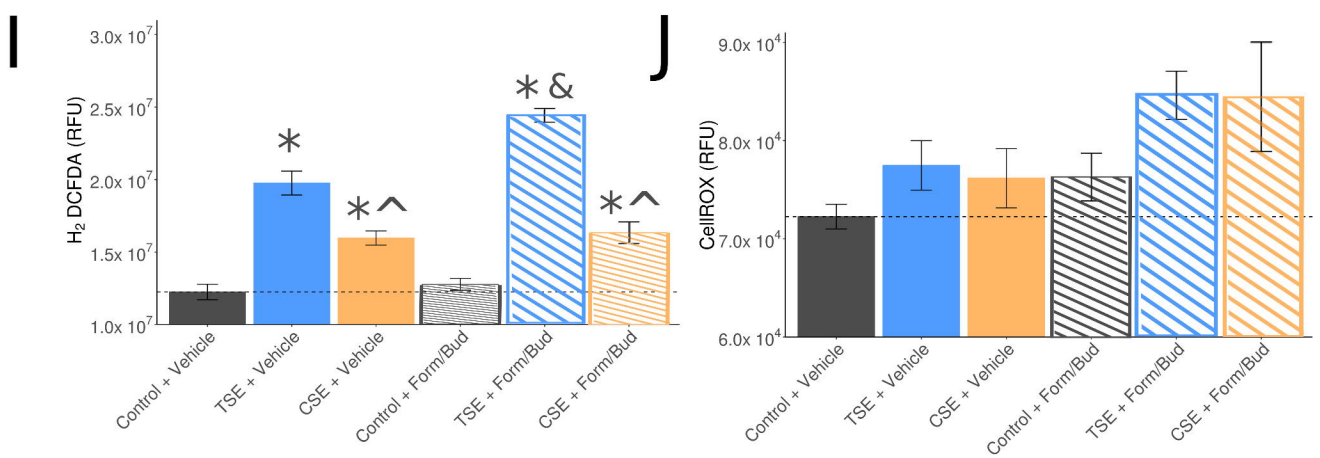 I
H2 DCFDA (RFU)
3.0x 10^7
2.5x 10^7
2.0x 10^7
1.5x 10^7
1.0x 10^7
*
* ^
* &
* ^
Control + Vehicle
TSE + Vehicle
CSE + Vehicle
Control + Form/Bud
TSE + Form/Bud
CSE + Form/Bud
J
CellROX (RFU)
9.0x 10^4
8.0x 10^4
7.0x 10^4
6.0x 10^4
Control + Vehicle
TSE + Vehicle
CSE + Vehicle
Control + Form/Bud
TSE + Form/Bud
CSE + Form/Bud